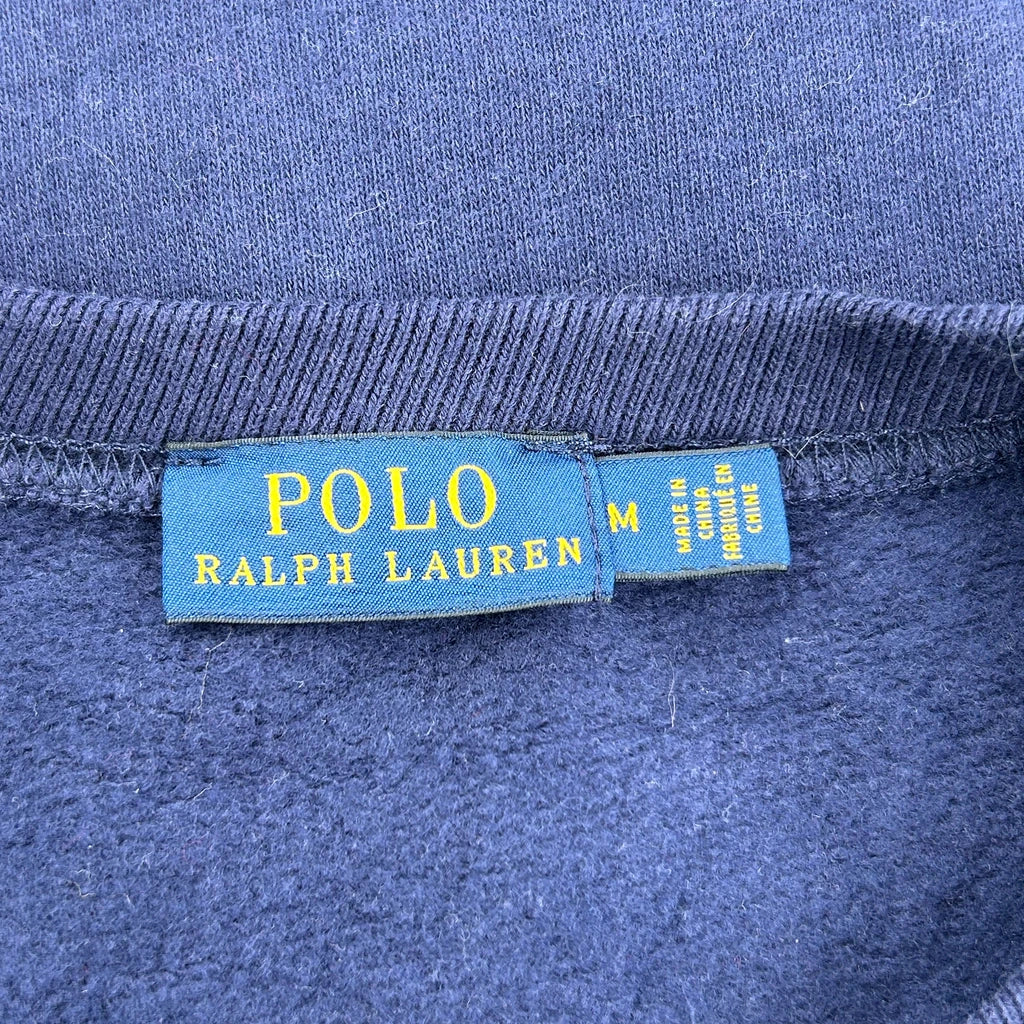 POLO
RALPH LAUREN
M
MADE IN
CHINA
FABRIQUÉ EN
CHINE